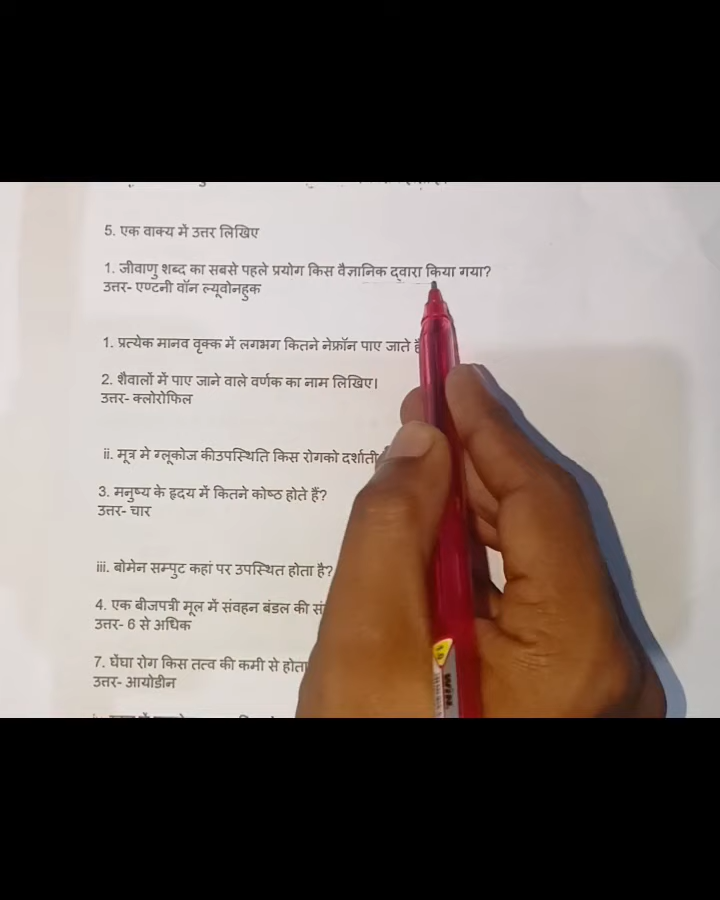 5. एक वाक्य में उत्तर लिखिए
1. जीवाणु शब्द का सबसे पहले प्रयोग किस वैज्ञानिक द्वारा किया गया?
उत्तर- एण्टनी वॉन ल्यूवोनहुक
1. प्रत्येक मानव वृक्क में लगभग कितने नेफ्रॉन पाए जाते
2. शैवालों में पाए जाने वाले वर्णक का नाम लिखिए।
उत्तर- क्लोरोफिल
ii. मूत्र मे ग्लूकोज कीउपस्थिति किस रोगको दर्शाती
3. मनुष्य के हृदय में कितने कोष्ठ होते हैं?
उत्तर- चार
iii. बोमेन सम्पुट कहां पर उपस्थित होता है?
4. एक बीजपत्री मूल में संवहन बंडल की
उत्तर- 6 से अधिक
7. घेंघा रोग किस तत्व की कमी से होता
उत्तर- आयोडीन